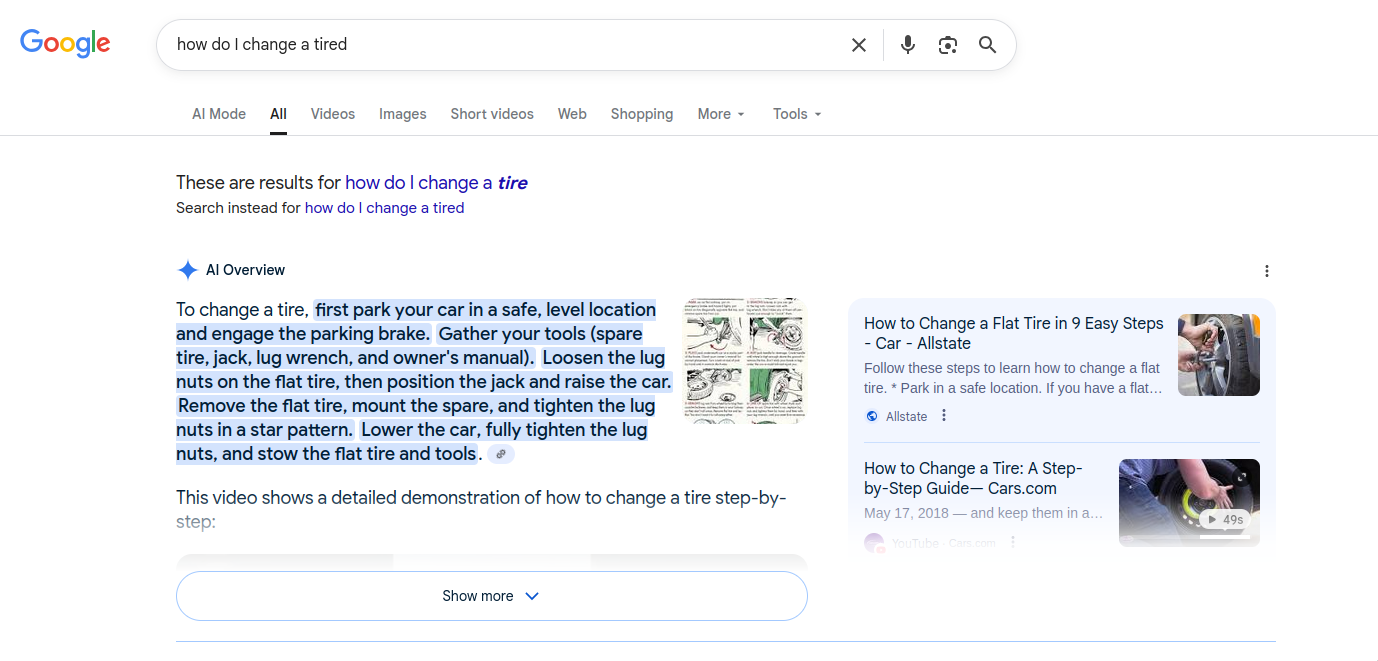 Google
how do I change a tired
AI Mode All Videos Images Short videos Web Shopping More Tools
These are results for how do I change a tire
Search instead for how do I change a tired
AI Overview
To change a tire, first park your car in a safe, level location
and engage the parking brake. Gather your tools (spare
tire, jack, lug wrench, and owner's manual). Loosen the lug
nuts on the flat tire, then position the jack and raise the car.
Remove the flat tire, mount the spare, and tighten the lug
nuts in a star pattern. Lower the car, fully tighten the lug
nuts, and stow the flat tire and tools.
This video shows a detailed demonstration of how to change a tire step-by-
step:
Show more
How to Change a Flat Tire in 9 Easy Steps
- Car - Allstate
Follow these steps to learn how to change a flat
tire. * Park in a safe location. If you have a flat…
Allstate
How to Change a Tire: A Step-
by-Step Guide— Cars.com
May 17, 2018 — and keep them in a…
49s
YouTube · Cars.com